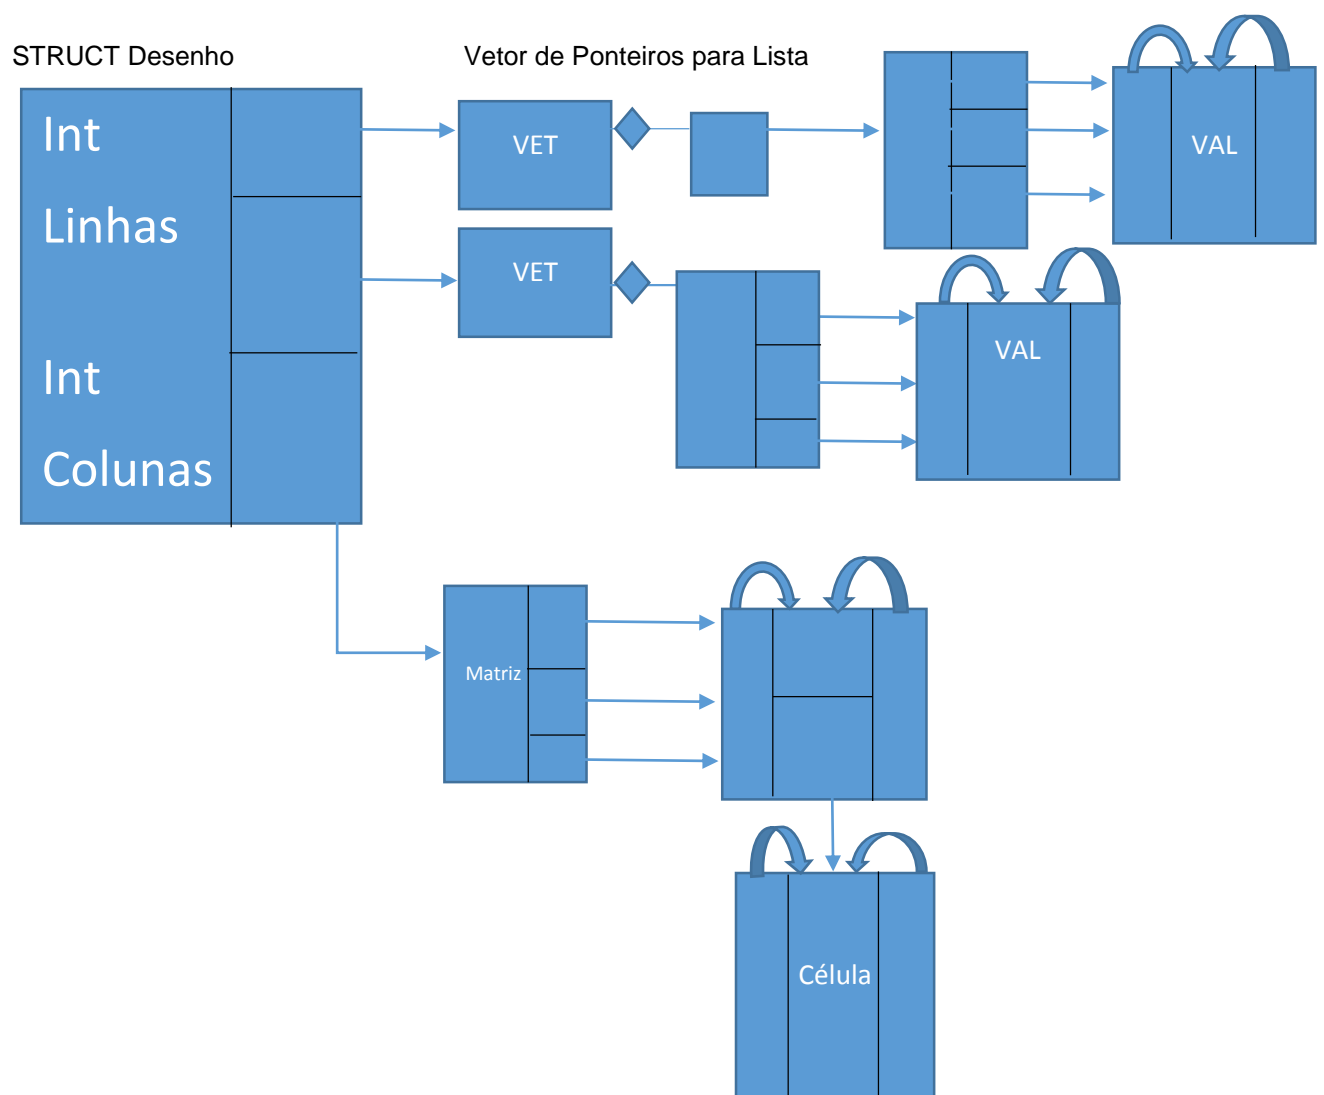 STRUCT Desenho
Vetor de Ponteiros para Lista
Int
Linhas
Int
Colunas
VET
VAL
VET
VAL
Matriz
Célula